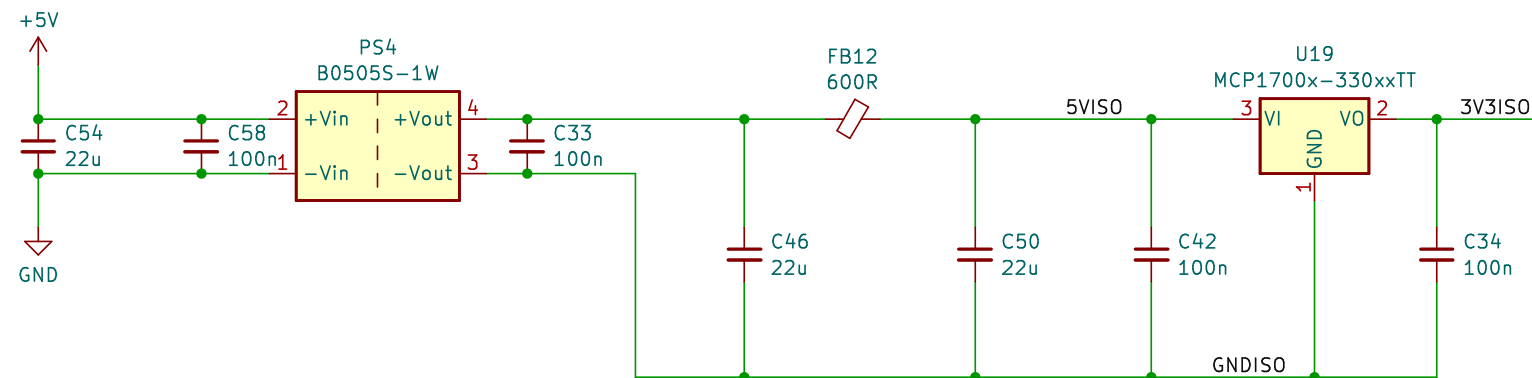 +5V
PS4
B0505S-1W
FB12
600R
U19
MCP1700x-330xxTT
2
+Vin
+Vout
4
5VISO
3
VI
VO
2
3V3ISO
C54
22u
C58
100n
C33
100n
1
-Vin
-Vout
3
GND
1
C46
22u
C50
22u
C42
100n
C34
100n
GND
GNDISO